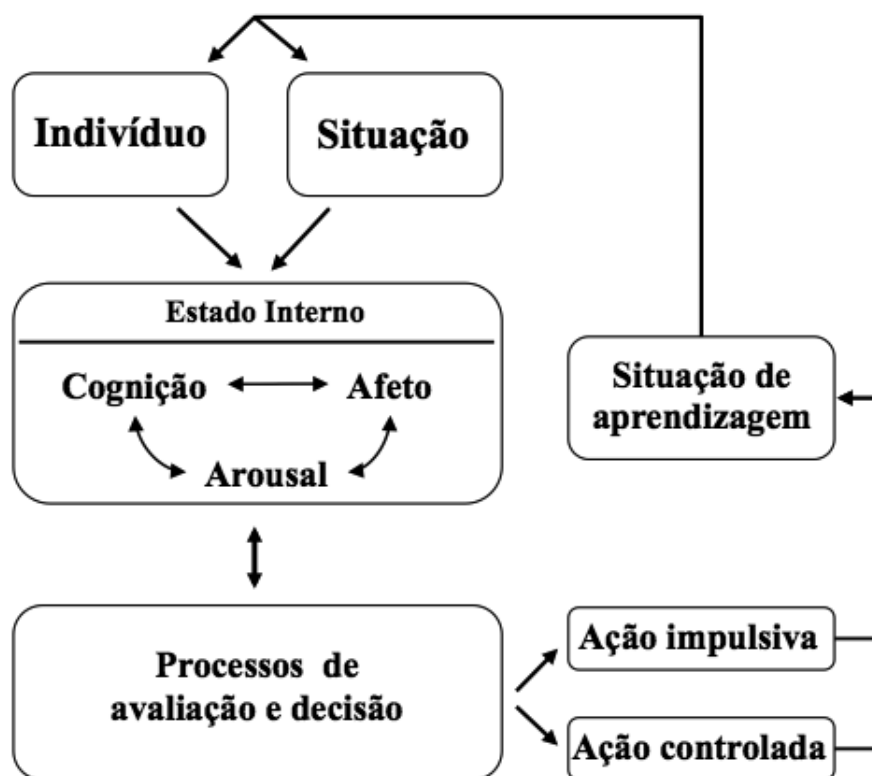 Indivíduo
Situação
Estado Interno
Cognição
Afeto
Arousal
Situação de
aprendizagem
Processos de
avaliação e decisão
Ação impulsiva
Ação controlada